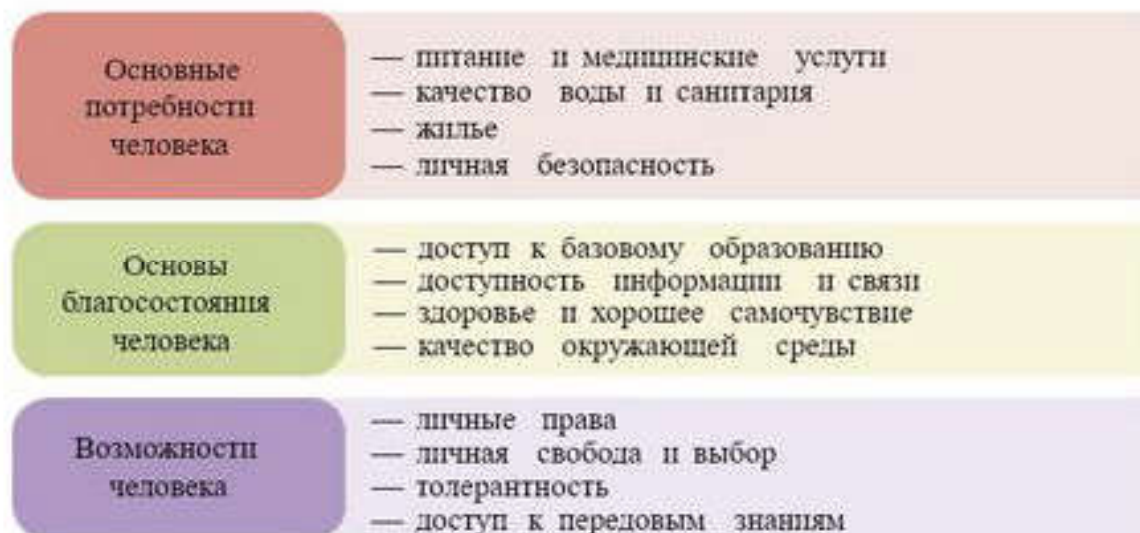 Основные
потребности
человека
— питание и медицинские услуги
— качество воды и санитария
— жилье
— личная безопасность
Основы
благосостояния
человека
— доступ к базовому образованию
— доступность информации и связи
— здоровье и хорошее самочувствие
— качество окружающей среды
Возможности
человека
— личные права
— личная свобода и выбор
— толерантность
— доступ к передовым знаниям